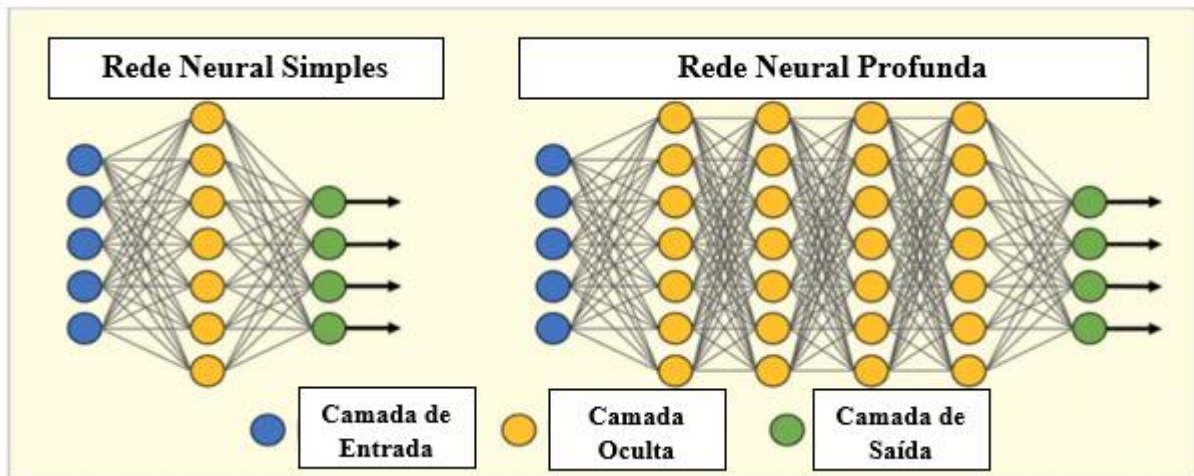 Rede Neural Simples
Rede Neural Profunda
Camada de
Entrada
Camada
Oculta
Camada de
Saída